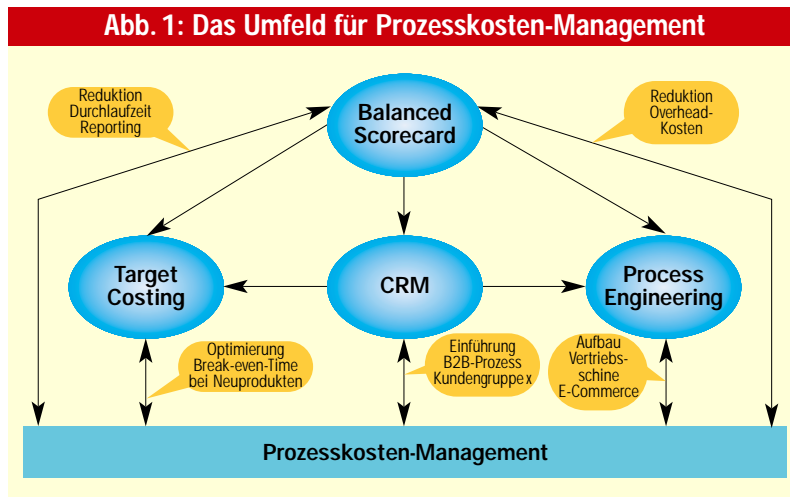 Abb. 1: Das Umfeld für Prozesskosten-Management
Reduktion
Durchlaufzeit
Reporting
Balanced
Scorecard
Reduktion
Overhead-
Kosten
Target
Costing
CRM
Process
Engineering
Optimierung
Break-even-Time
bei Neuprodukten
Einführung
B2B-Prozess
Kundengruppe x
Aufbau
Vertriebs-
schine
E-Commerce
Prozesskosten-Management